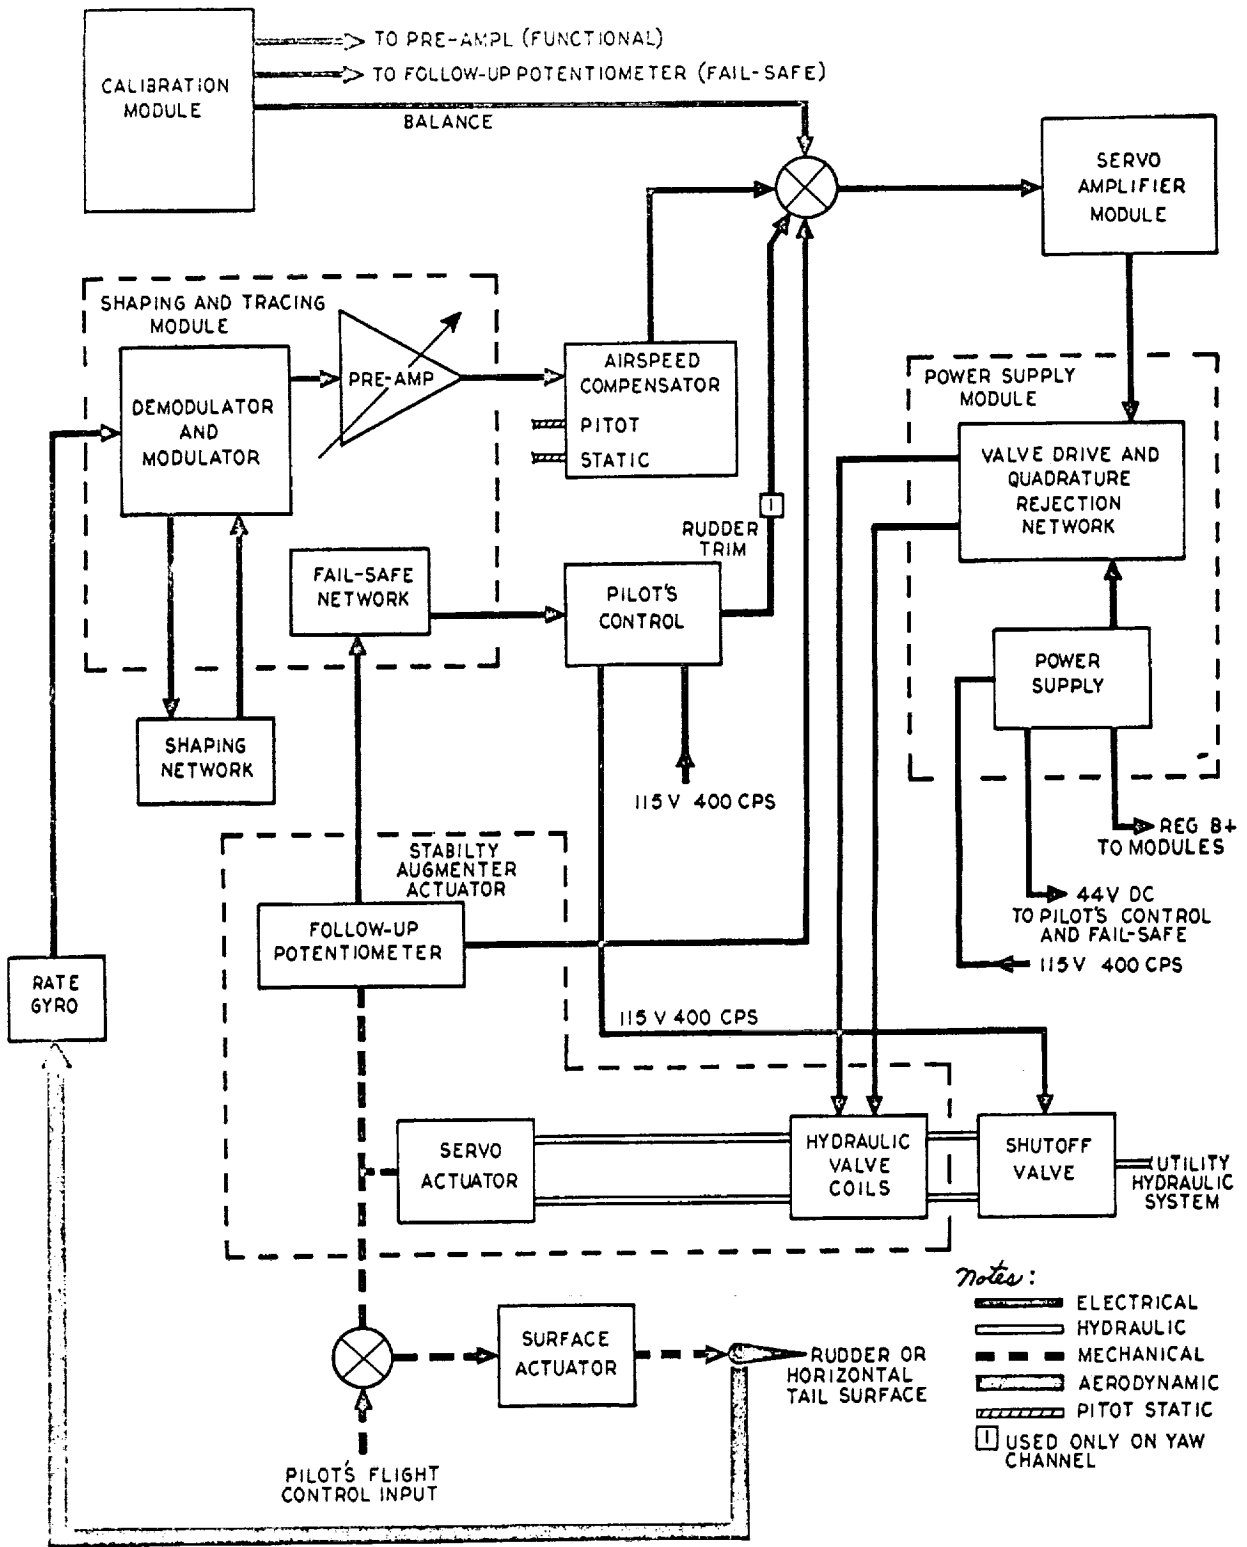 CALIBRATION
MODULE
TO PRE-AMPL (FUNCTIONAL)
TO FOLLOW-UP POTENTIOMETER (FAIL-SAFE)
BALANCE
SERVO
AMPLIFIER
MODULE
SHAPING AND TRACING
MODULE
DEMODULATOR
AND
MODULATOR
PRE-AMP
AIRSPEED
COMPENSATOR
PITOT
STATIC
POWER SUPPLY
MODULE
VALVE DRIVE AND
QUADRATURE
REJECTION
NETWORK
1
RUDDER
TRIM
FAIL-SAFE
NETWORK
PILOT'S
CONTROL
POWER
SUPPLY
SHAPING
NETWORK
115 V 400 CPS
REG B+
TO MODULES
44V DC
TO PILOT'S CONTROL
AND FAIL-SAFE
115 V 400 CPS
STABILTY
AUGMENTER
ACTUATOR
FOLLOW-UP
POTENTIOMETER
RATE
GYRO
115 V 400 CPS
SERVO
ACTUATOR
HYDRAULIC
VALVE
COILS
SHUTOFF
VALVE
UTILITY
HYDRAULIC
SYSTEM
SURFACE
ACTUATOR
RUDDER OR
HORIZONTAL
TAIL SURFACE
PILOT'S FLIGHT
CONTROL INPUT
Notes:
ELECTRICAL
HYDRAULIC
MECHANICAL
AERODYNAMIC
PITOT STATIC
1 USED ONLY ON YAW
CHANNEL